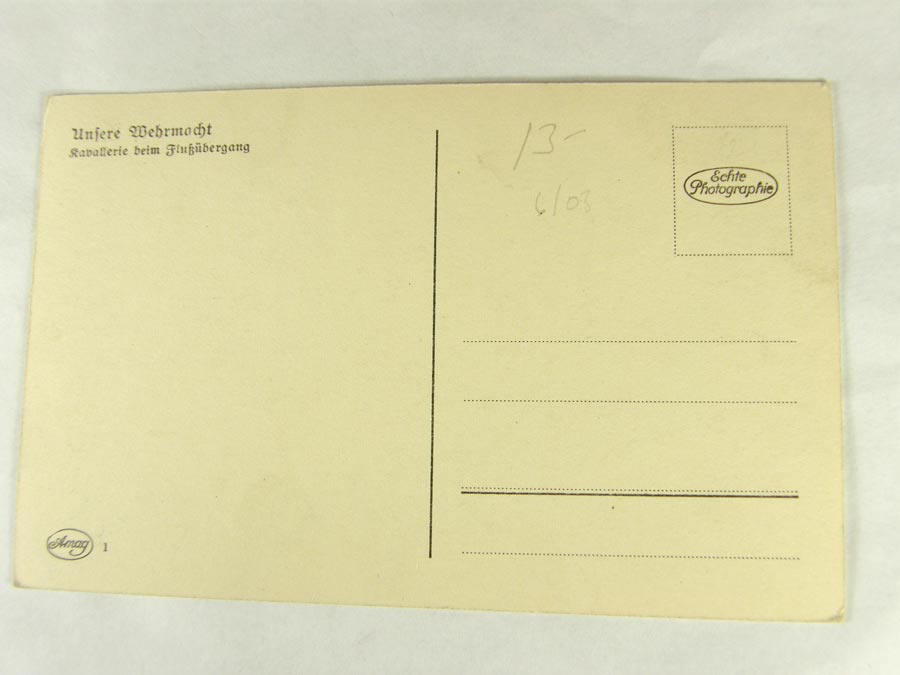 Unsere Wehrmacht
Kavallerie beim Flußübergang
13-
6/03
Echte
Photographie
Amag 1